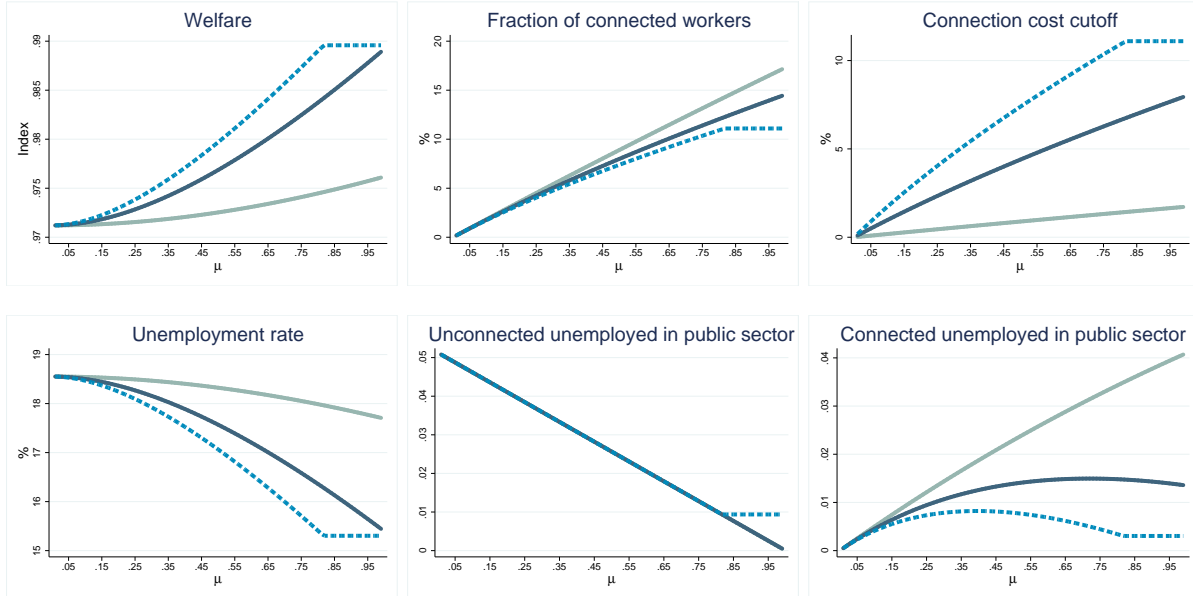 Welfare
Index
.97 .975 .98 .985 .99
.05 .15 .25 .35 .45 .55 .65 .75 .85 .95
μ
Fraction of connected workers
%
0 5 10 15 20
.05 .15 .25 .35 .45 .55 .65 .75 .85 .95
μ
Connection cost cutoff
%
0 5 10
.05 .15 .25 .35 .45 .55 .65 .75 .85 .95
μ
Unemployment rate
%
15 16 17 18 19
.05 .15 .25 .35 .45 .55 .65 .75 .85 .95
μ
Unconnected unemployed in public sector
0 .01 .02 .03 .04 .05
.05 .15 .25 .35 .45 .55 .65 .75 .85 .95
μ
Connected unemployed in public sector
0 .01 .02 .03 .04
.05 .15 .25 .35 .45 .55 .65 .75 .85 .95
μ